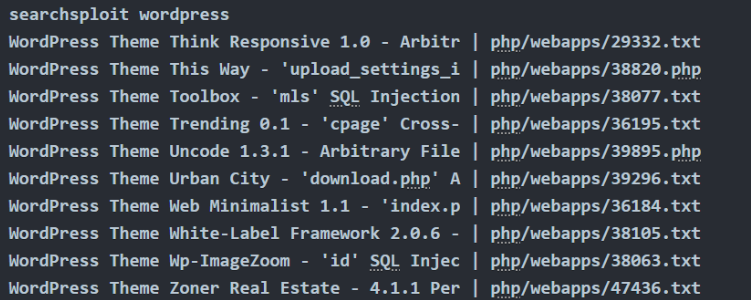 searchsploit wordpress
WordPress Theme Think Responsive 1.0 - Arbitr | php/webapps/29332.txt
WordPress Theme This Way - 'upload_settings_i | php/webapps/38820.php
WordPress Theme Toolbox - 'mls' SQL Injection | php/webapps/38077.txt
WordPress Theme Trending 0.1 - 'cpage' Cross- | php/webapps/36195.txt
WordPress Theme Uncode 1.3.1 - Arbitrary File | php/webapps/39895.php
WordPress Theme Urban City - 'download.php' A | php/webapps/39296.txt
WordPress Theme Web Minimalist 1.1 - 'index.p | php/webapps/36184.txt
WordPress Theme White-Label Framework 2.0.6 - | php/webapps/38105.txt
WordPress Theme Wp-ImageZoom - 'id' SQL Injec | php/webapps/38063.txt
WordPress Theme Zoner Real Estate - 4.1.1 Per | php/webapps/47436.txt